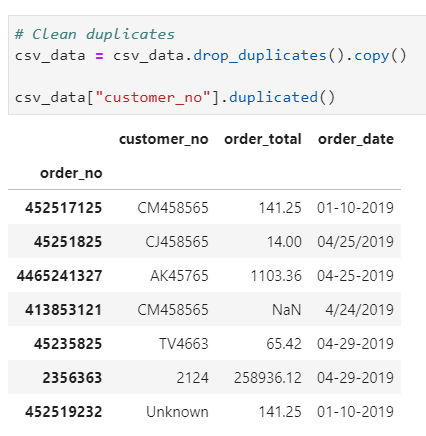 # Clean duplicates
csv_data = csv_data.drop_duplicates().copy()
csv_data["customer_no"].duplicated()
customer_no order_total order_date
order_no
452517125 CM458565 141.25 01-10-2019
45251825 CJ458565 14.00 04/25/2019
4465241327 AK45765 1103.36 04-25-2019
413853121 CM458565 NaN 4/24/2019
45235825 TV4663 65.42 04-29-2019
2356363 2124 258936.12 04-29-2019
452519232 Unknown 141.25 01-10-2019